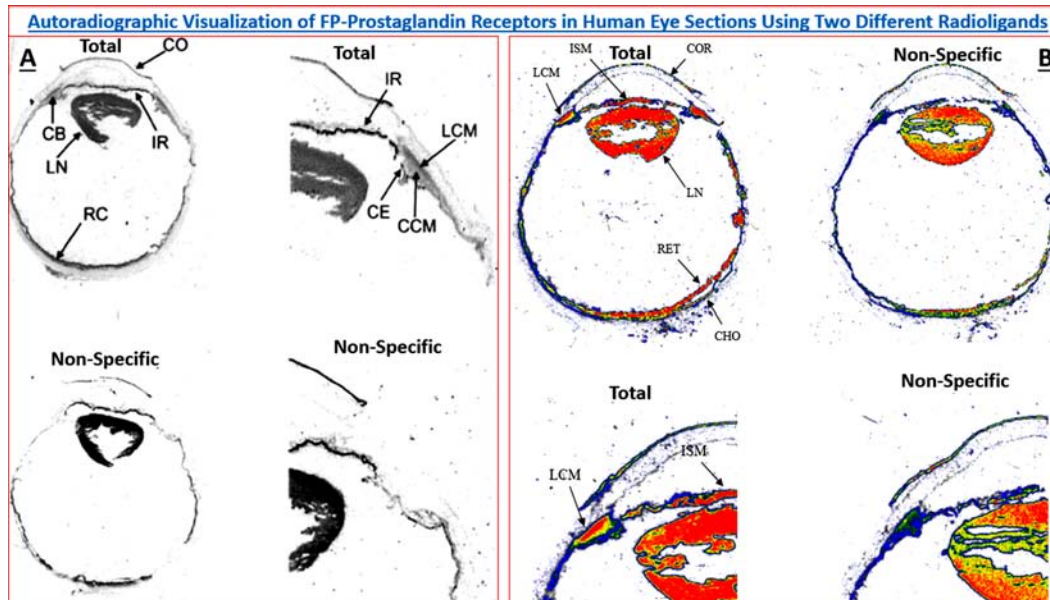 Autoradiographic Visualization of FP-Prostaglandin Receptors in Human Eye Sections Using Two Different Radioligands
A
Total
CO
CB
IR
LN
RC
Total
IR
LCM
CE
CCM
Non-Specific
Non-Specific
B
Total
ISM
COR
LCM
LN
RET
CHO
Non-Specific
Total
ISM
LCM
Non-Specific